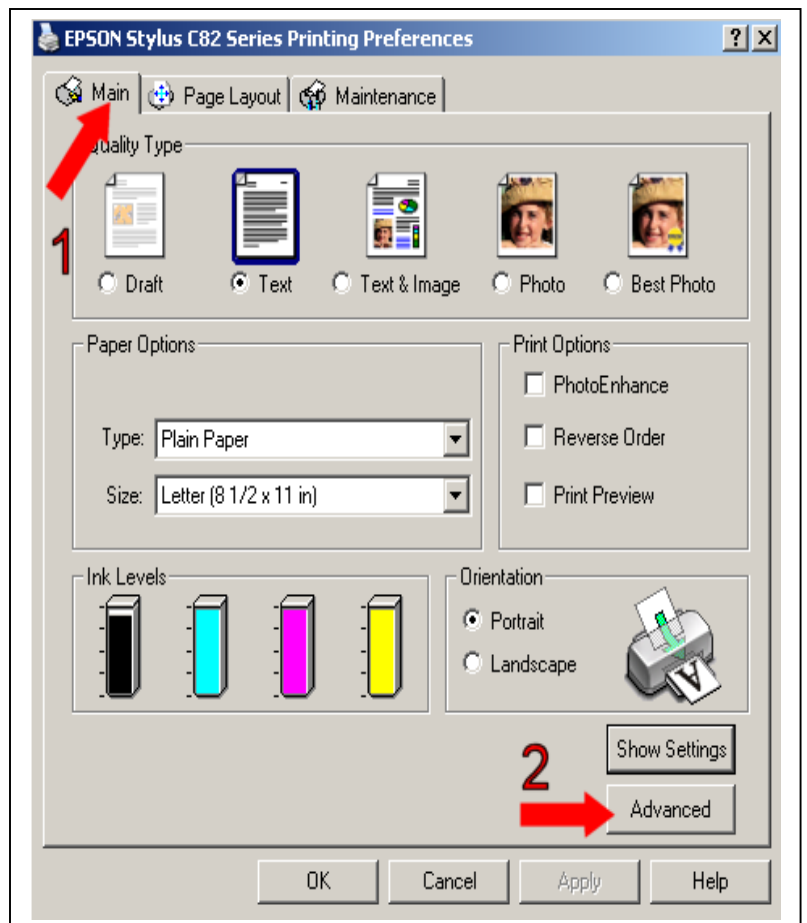 EPSON Stylus C82 Series Printing Preferences
Main Page Layout Maintenance
1
Quality Type
Draft Text Text & Image Photo Best Photo
Paper Options
Type: Plain Paper
Size: Letter (8 1/2 x 11 in)
Print Options
PhotoEnhance
Reverse Order
Print Preview
Ink Levels
Orientation
Portrait
Landscape
A
Show Settings
2
Advanced
OK Cancel Apply Help